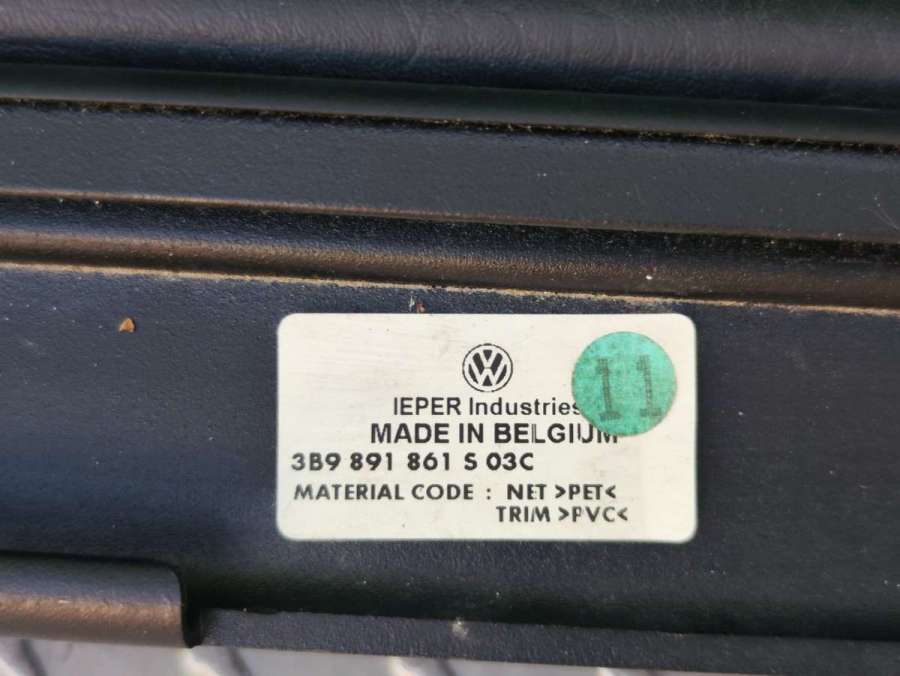 11
IEPER Industries
MADE IN BELGIUM
3B9 891 861 S 03C
MATERIAL CODE : NET >PET<
TRIM >PVC<